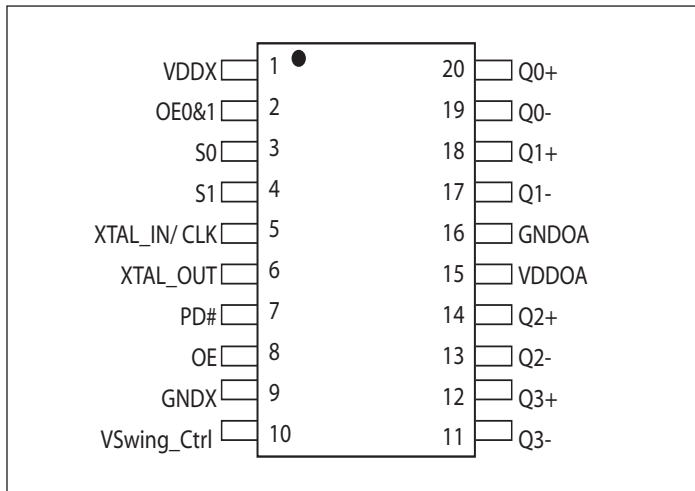 VDDX 1 20 Q0+
OE0&1 2 19 Q0-
S0 3 18 Q1+
S1 4 17 Q1-
XTAL_IN/ CLK 5 16 GNDOA
XTAL_OUT 6 15 VDDOA
PD# 7 14 Q2+
OE 8 13 Q2-
GNDX 9 12 Q3+
VSwing_Ctrl 10 11 Q3-